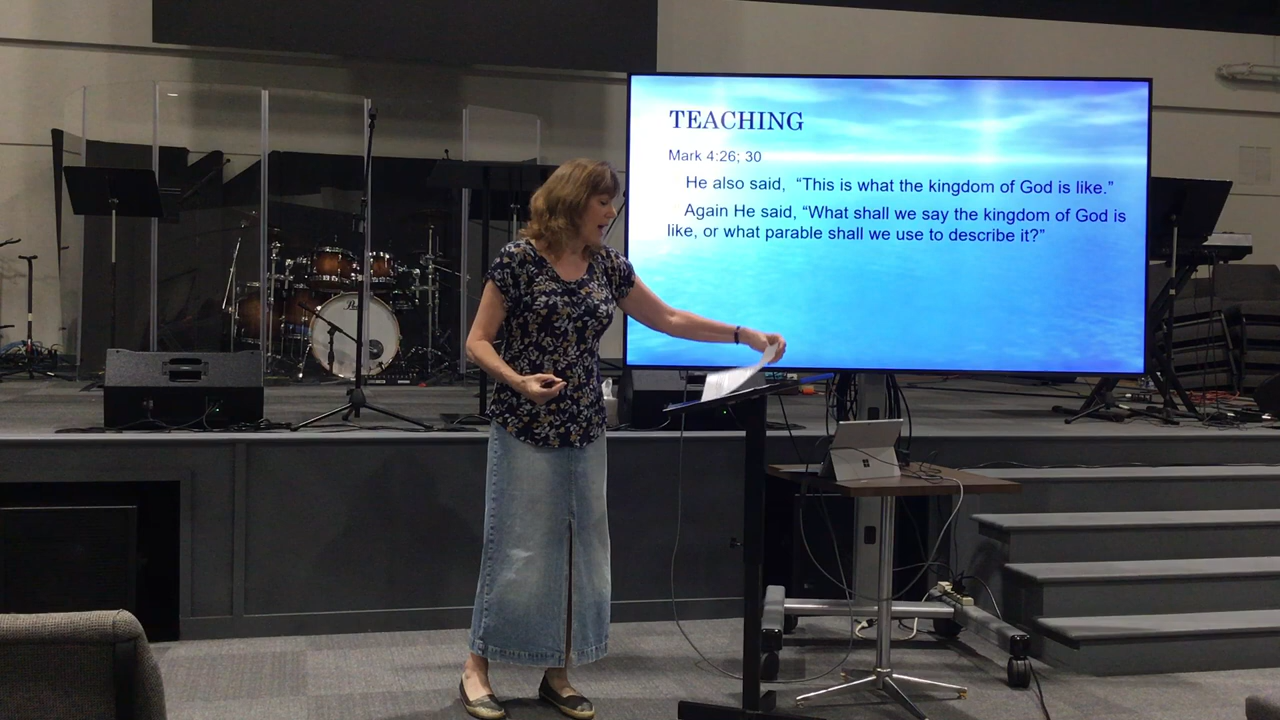 TEACHING
Mark 4:26; 30
He also said, “This is what the kingdom of God is like.”
Again He said, “What shall we say the kingdom of God is
like, or what parable shall we use to describe it?”